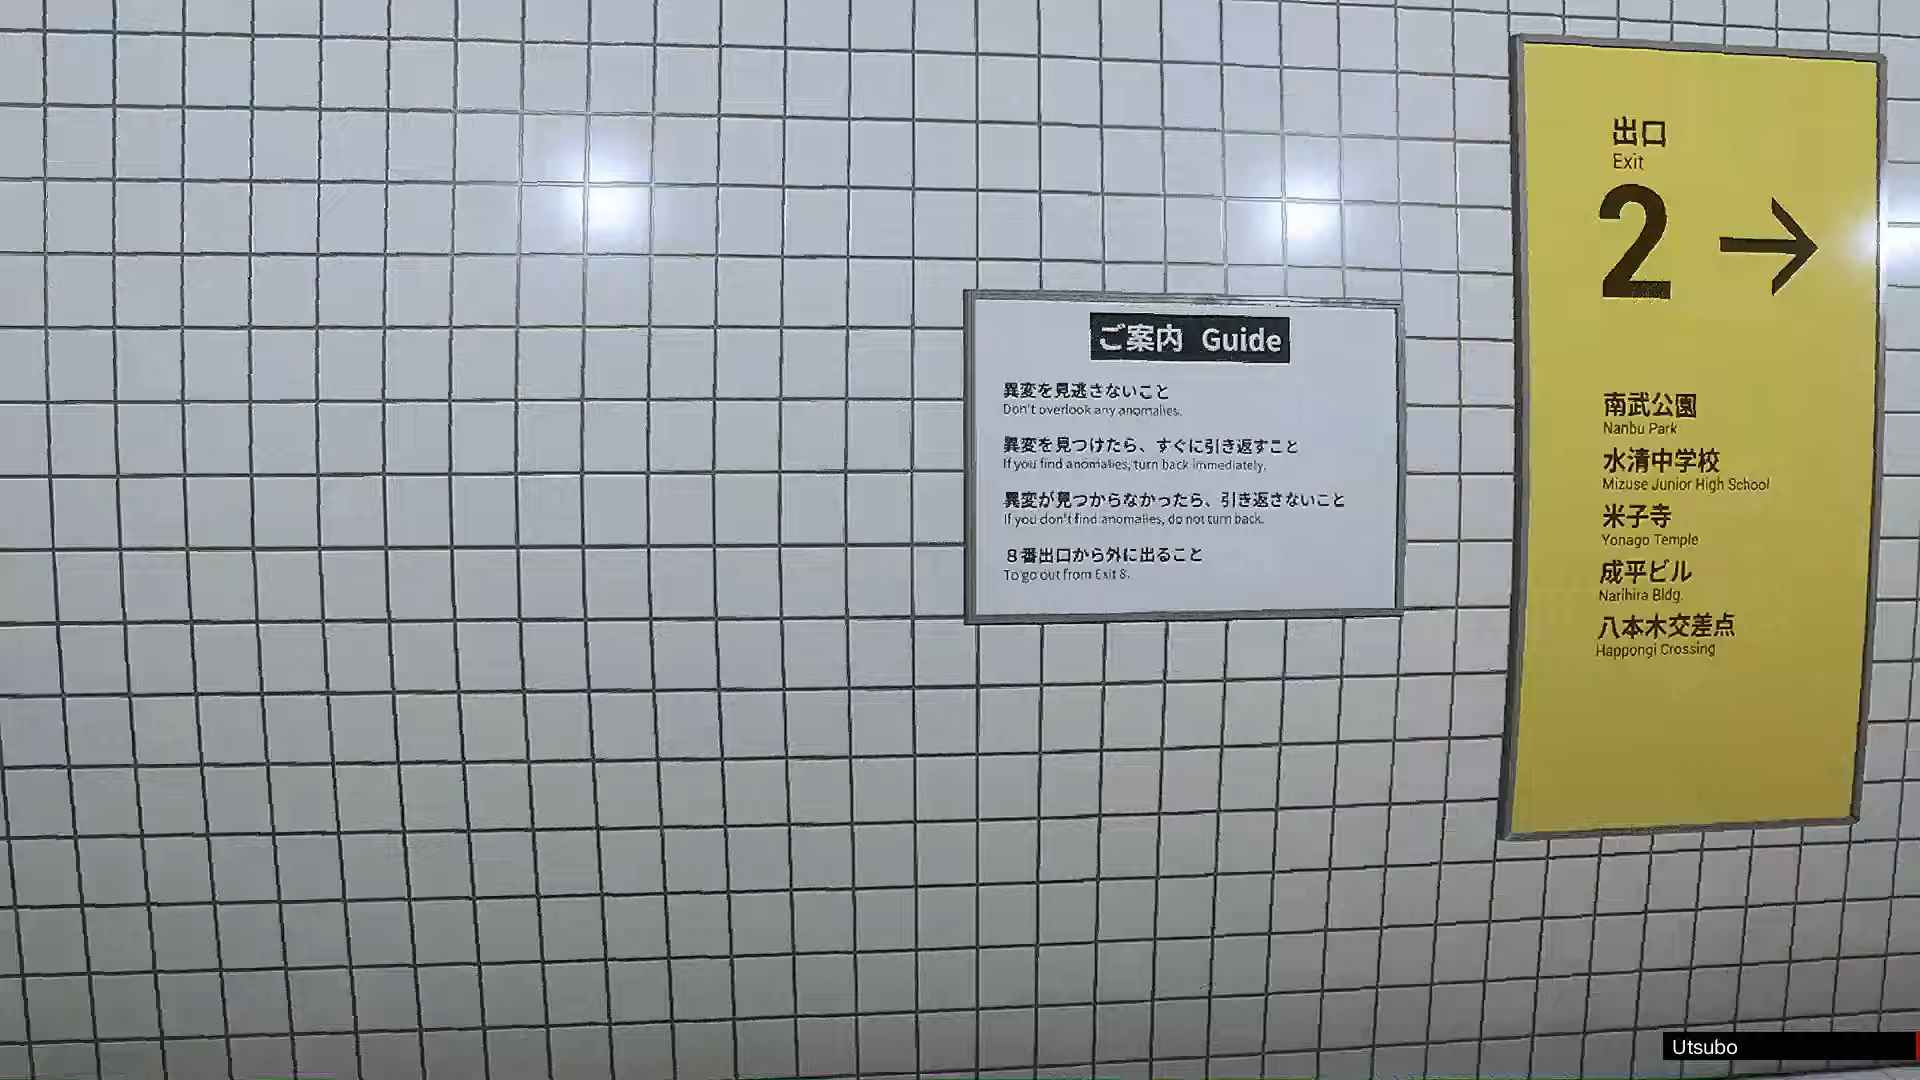 ご案内 Guide
異変を見逃さないこと
Don't overlook any anomalies.
異変を見つけたら、すぐに引き返すこと
If you find anomalies, turn back immediately.
異変が見つからなかったら、引き返さないこと
If you don't find anomalies, do not turn back.
8番出口から外に出ること
To go out from Exit 8.
出口
Exit
2 →
南武公園
Nanbu Park
水清中学校
Mizuse Junior High School
米子寺
Yonago Temple
成平ビル
Narihira Bldg.
八本木交差点
Happongi Crossing
Utsubo